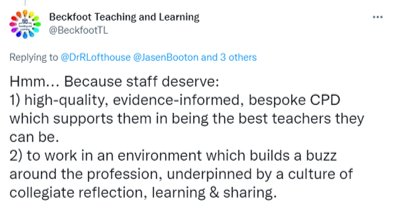 Beckfoot Teaching and Learning
@BeckfootTL
Replying to @DrRLofthouse @JasenBooton and 3 others
Hmm... Because staff deserve:
1) high-quality, evidence-informed, bespoke CPD
which supports them in being the best teachers they
can be.
2) to work in an environment which builds a buzz
around the profession, underpinned by a culture of
collegiate reflection, learning & sharing.